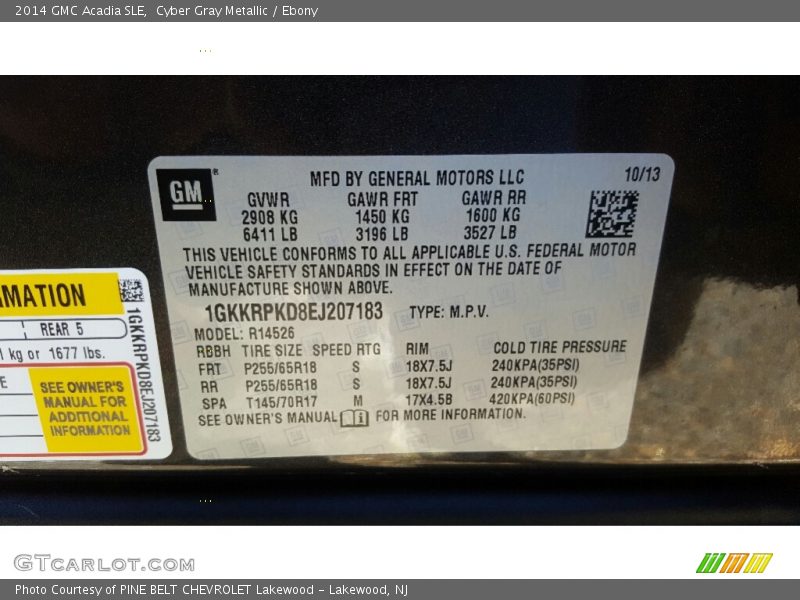 2014 GMC Acadia SLE, Cyber Gray Metallic / Ebony
GM
MFD BY GENERAL MOTORS LLC
10/13
GVWR GAWR FRT GAWR RR
2908 KG 1450 KG 1600 KG
6411 LB 3196 LB 3527 LB
THIS VEHICLE CONFORMS TO ALL APPLICABLE U.S. FEDERAL MOTOR
VEHICLE SAFETY STANDARDS IN EFFECT ON THE DATE OF
MANUFACTURE SHOWN ABOVE.
1GKKRPKD8EJ207183 TYPE: M.P.V.
MODEL: R14526
RBBH TIRE SIZE SPEED RTG RIM COLD TIRE PRESSURE
FRT P255/65R18 S 18X7.5J 240KPA(35PSI)
RR P255/65R18 S 18X7.5J 240KPA(35PSI)
SPA T145/70R17 M 17X4.5B 420KPA(60PSI)
SEE OWNER'S MANUAL FOR MORE INFORMATION.
MATION
REAR 5
kg or 1677 lbs.
SEE OWNER'S
MANUAL FOR
ADDITIONAL
INFORMATION
1GKKRPKD8EJ207183
GTCARLOT.COM
Photo Courtesy of PINE BELT CHEVROLET Lakewood - Lakewood, NJ